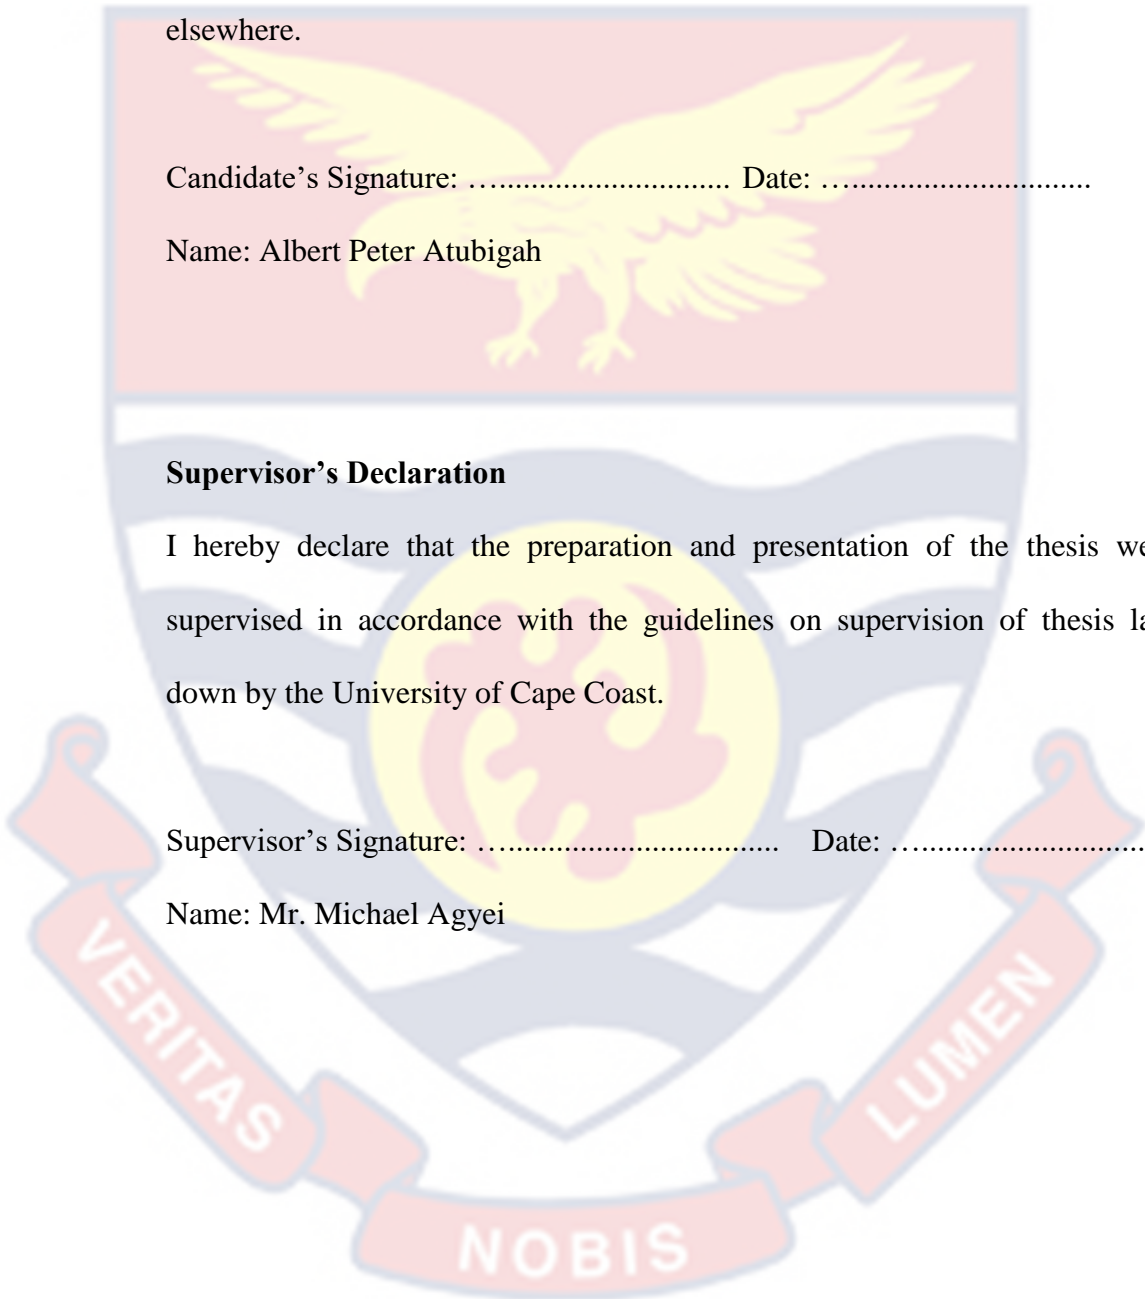 elsewhere.
Candidate’s Signature: …............................ Date: …..............................
Name: Albert Peter Atubigah
Supervisor’s Declaration
I hereby declare that the preparation and presentation of the thesis we
supervised in accordance with the guidelines on supervision of thesis la
down by the University of Cape Coast.
Supervisor’s Signature: ….................................. Date: …............................
Name: Mr. Michael Agyei
VERITAS
NOBIS
LUMEN